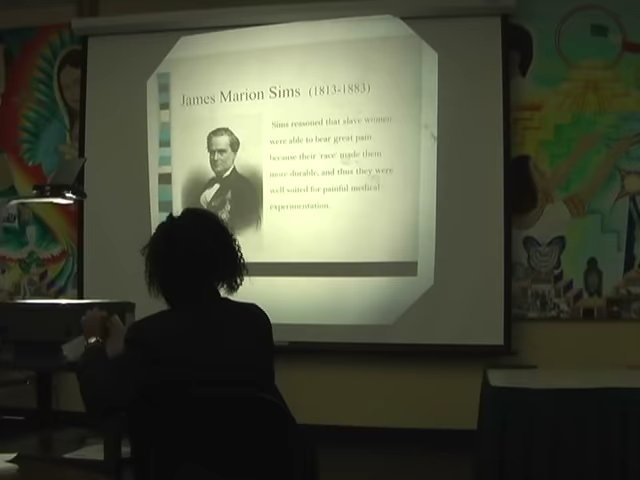 James Marion Sims (1813-1883)
Sims reasoned that slave women
were able to bear great pain
because their 'race' made them
more durable, and thus they were
well suited for painful medical
experimentation.